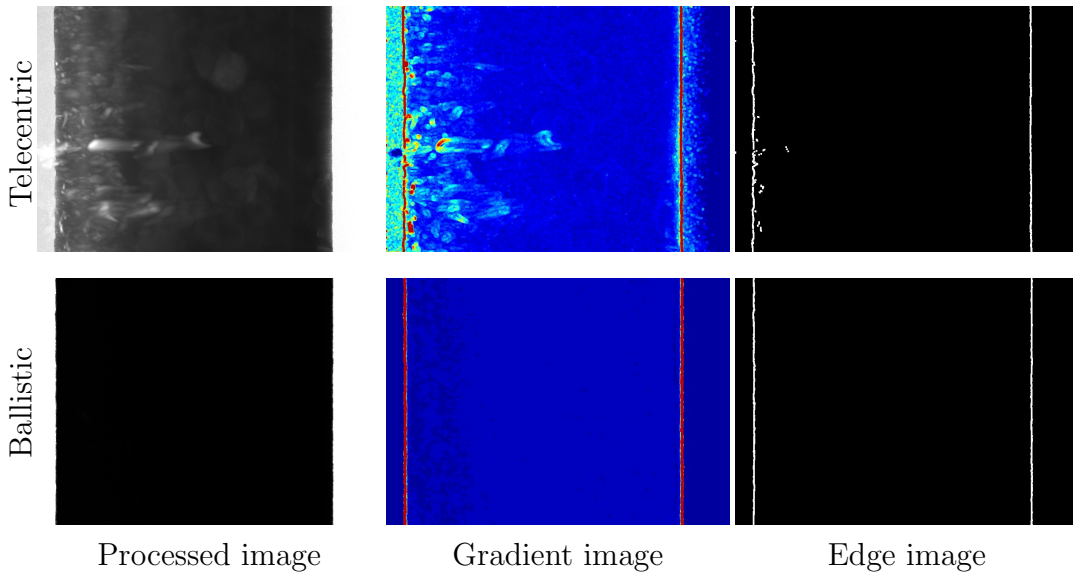 Telecentric
Ballistic
Processed image
Gradient image
Edge image